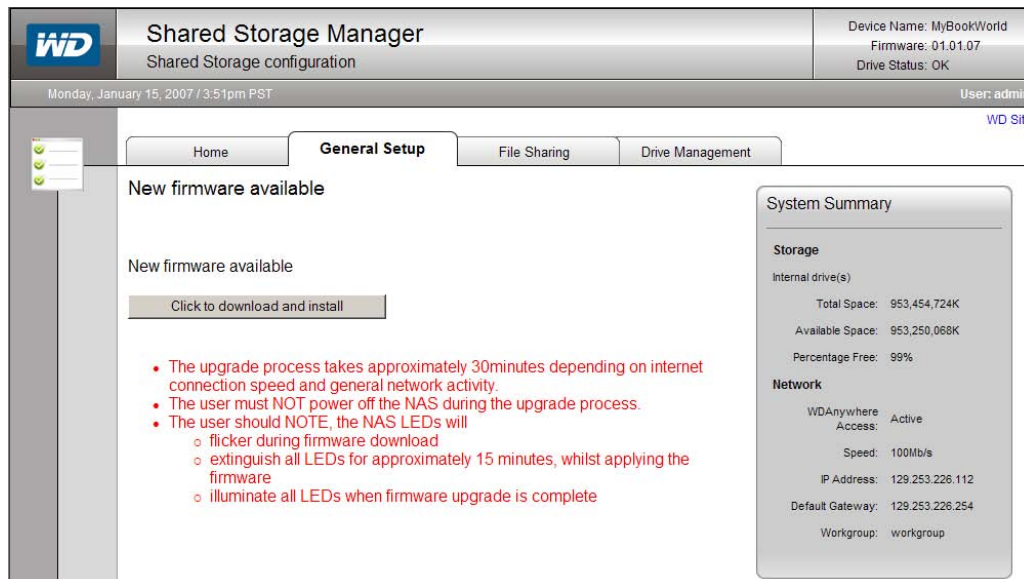 WD
Shared Storage Manager
Shared Storage configuration
Device Name: MyBookWorld
Firmware: 01.01.07
Drive Status: OK
Monday, January 15, 2007 / 3:51pm PST
User: admi
WD Sit
Home
General Setup
File Sharing
Drive Management
New firmware available
New firmware available
Click to download and install
• The upgrade process takes approximately 30minutes depending on internet
connection speed and general network activity.
• The user must NOT power off the NAS during the upgrade process.
• The user should NOTE, the NAS LEDs will
o flicker during firmware download
o extinguish all LEDs for approximately 15 minutes, whilst applying the
firmware
o illuminate all LEDs when firmware upgrade is complete
System Summary
Storage
Internal drive(s)
Total Space: 953,454,724K
Available Space: 953,250,068K
Percentage Free: 99%
Network
WDAnywhere
Access: Active
Speed: 100Mb/s
IP Address: 129.253.226.112
Default Gateway: 129.253.226.254
Workgroup: workgroup